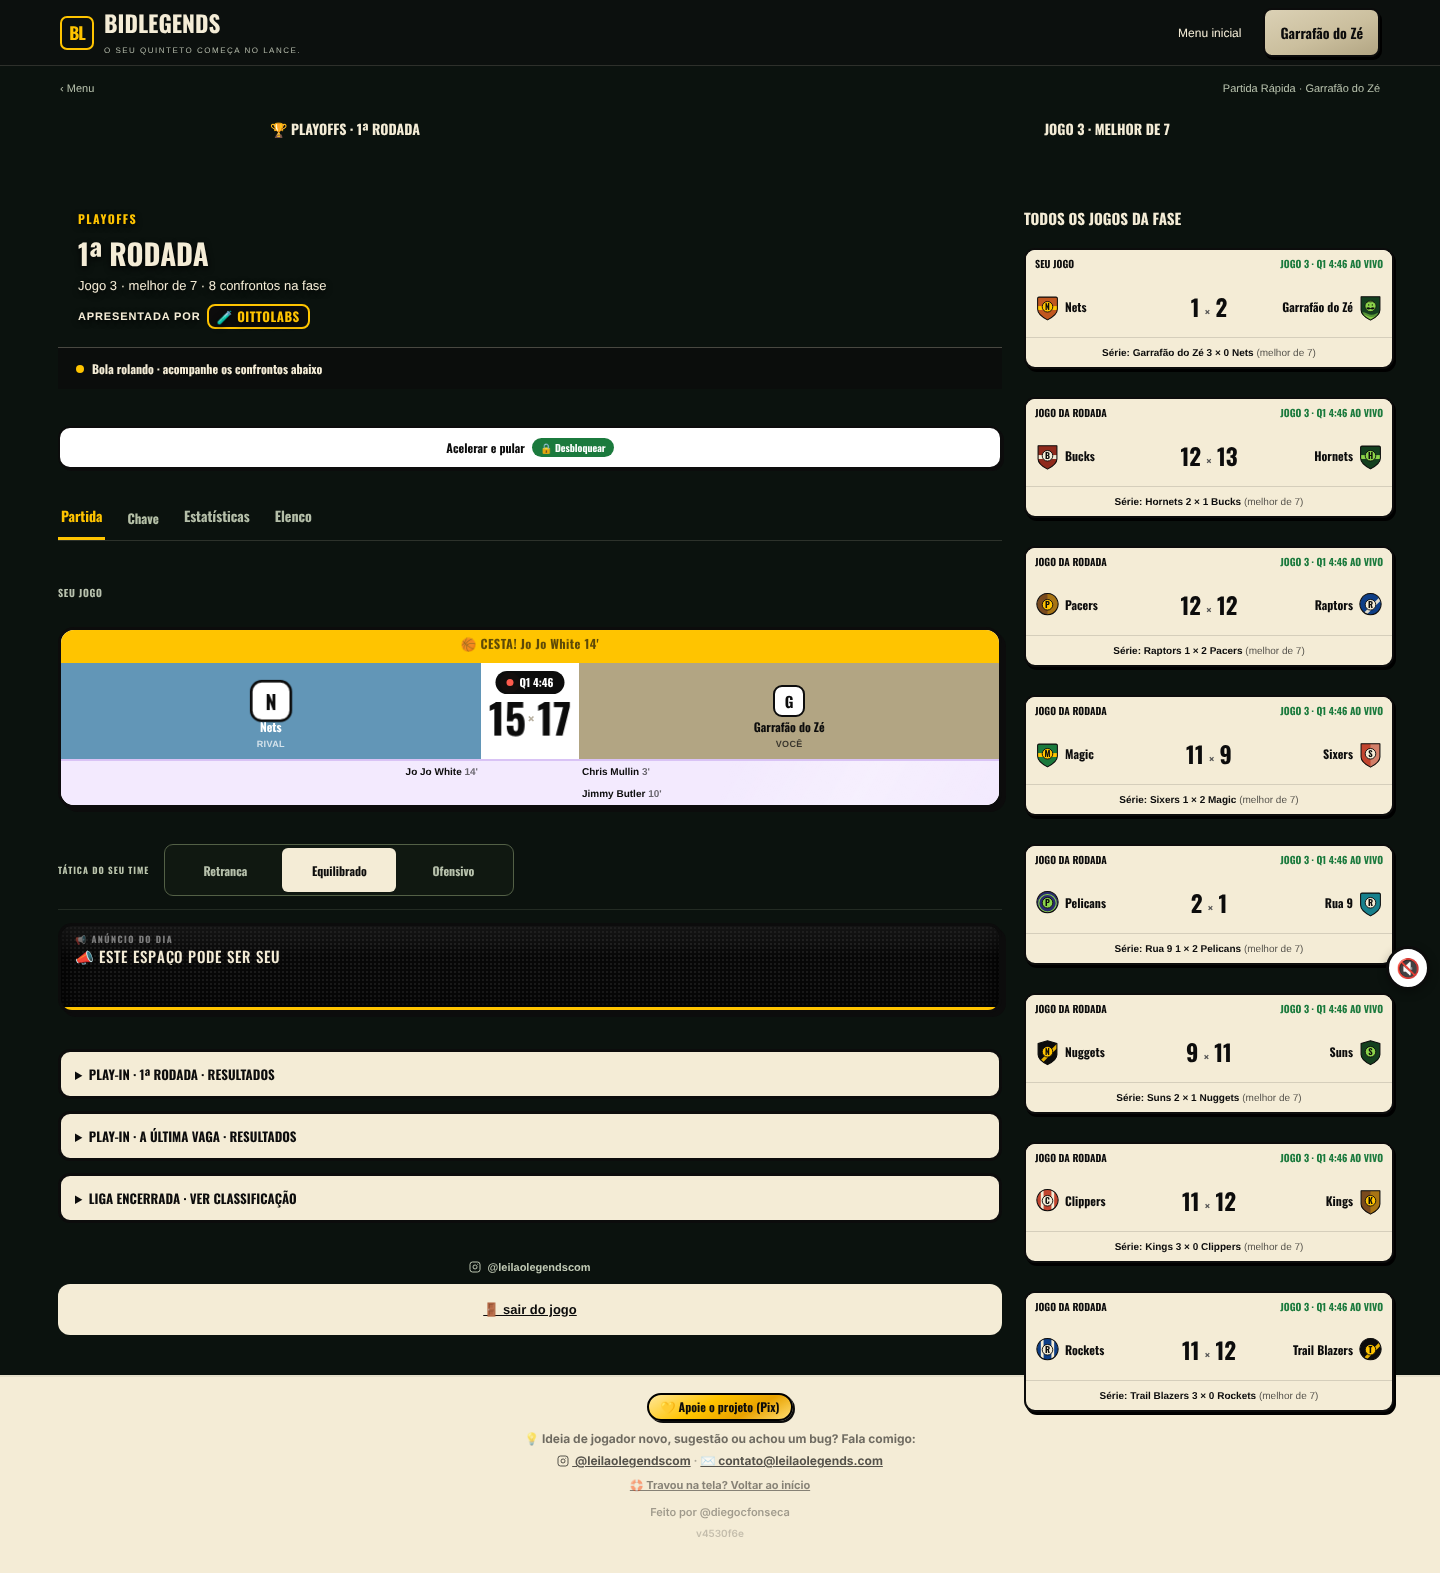 BL BIDLEGENDS
O SEU QUINTETO COMEÇA NO LANCE.
Menu inicial
Garrafão do Zé
‹ Menu
Partida Rápida · Garrafão do Zé
🏆 PLAYOFFS · 1ª RODADA
JOGO 3 · MELHOR DE 7
PLAYOFFS
1ª RODADA
Jogo 3 · melhor de 7 · 8 confrontos na fase
APRESENTADA POR 🧪 OITTOLABS
Bola rolando · acompanhe os confrontos abaixo
Acelerar e pular 🔒 Desbloquear
Partida Chave Estatísticas Elenco
SEU JOGO
🏀 CESTA! Jo Jo White 14'
N
Nets
RIVAL
Q1 4:46
15 × 17
G
Garrafão do Zé
VOCÊ
Jo Jo White 14'
Chris Mullin 3'
Jimmy Butler 10'
TÁTICA DO SEU TIME
Retranca Equilibrado Ofensivo
📢 ANÚNCIO DO DIA
📣 ESTE ESPAÇO PODE SER SEU
▶ PLAY-IN · 1ª RODADA · RESULTADOS
▶ PLAY-IN · A ÚLTIMA VAGA · RESULTADOS
▶ LIGA ENCERRADA · VER CLASSIFICAÇÃO
@leilaolegendscom
🚪 sair do jogo
TODOS OS JOGOS DA FASE
SEU JOGO JOGO 3 · Q1 4:46 AO VIVO
N Nets 1 × 2 Garrafão do Zé
Série: Garrafão do Zé 3 × 0 Nets (melhor de 7)
JOGO DA RODADA JOGO 3 · Q1 4:46 AO VIVO
B Bucks 12 × 13 Hornets H
Série: Hornets 2 × 1 Bucks (melhor de 7)
JOGO DA RODADA JOGO 3 · Q1 4:46 AO VIVO
P Pacers 12 × 12 Raptors R
Série: Raptors 1 × 2 Pacers (melhor de 7)
JOGO DA RODADA JOGO 3 · Q1 4:46 AO VIVO
M Magic 11 × 9 Sixers S
Série: Sixers 1 × 2 Magic (melhor de 7)
JOGO DA RODADA JOGO 3 · Q1 4:46 AO VIVO
P Pelicans 2 × 1 Rua 9 R
Série: Rua 9 1 × 2 Pelicans (melhor de 7)
JOGO DA RODADA JOGO 3 · Q1 4:46 AO VIVO
N Nuggets 9 × 11 Suns S
Série: Suns 2 × 1 Nuggets (melhor de 7)
JOGO DA RODADA JOGO 3 · Q1 4:46 AO VIVO
C Clippers 11 × 12 Kings K
Série: Kings 3 × 0 Clippers (melhor de 7)
JOGO DA RODADA JOGO 3 · Q1 4:46 AO VIVO
R Rockets 11 × 12 Trail Blazers T
Série: Trail Blazers 3 × 0 Rockets (melhor de 7)
💛 Apoie o projeto (Pix)
💡 Ideia de jogador novo, sugestão ou achou um bug? Fala comigo:
@leilaolegendscom · ✉️ contato@leilaolegends.com
🛟 Travou na tela? Voltar ao início
Feito por @diegocfonseca
v4530f6e